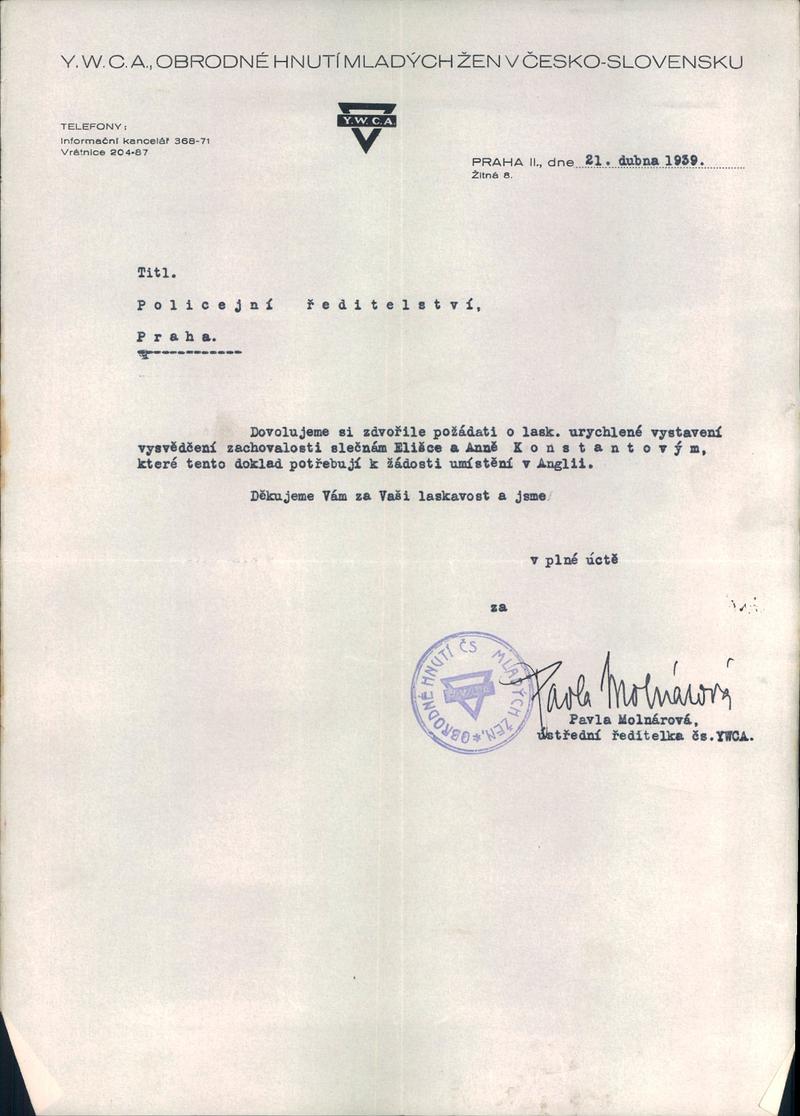 Y. W. C. A., OBRODNÉ HNUTÍ MLADÝCH ŽEN V ČESKO-SLOVENSKU
Y. W. C. A.
TELEFONY:
Informační kancelář 368-71
Vrátnice 204-87
PRAHA II., dne 21. dubna 1939.
Žitná 8.
Titl.
Policejní ředitelství,
Praha.
Dovolujeme si zdvořile požádati o lask. urychlené vystavení
vysvědčení zachovalosti slečnám Elišce a Anně Konstantovým,
které tento doklad potřebují k žádosti umístění v Anglii.
Děkujeme Vám za Vaši laskavost a jsme
v plné úctě
za
OBRODNÉ HNUTÍ ČS MLADÝCH ŽEN, *
Y.W.C.A.
Pavla Molnárová
Pavla Molnárová,
ústřední ředitelka čs.YWCA.